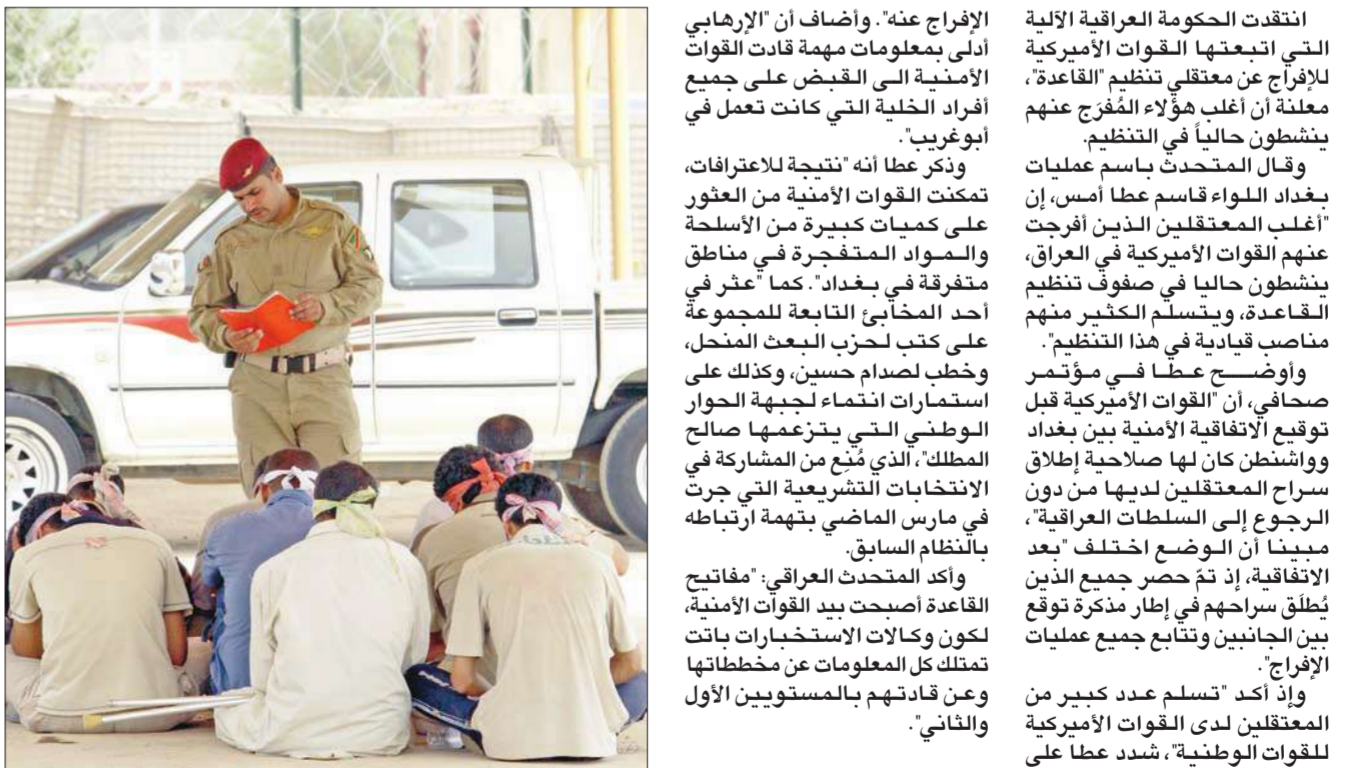 انتقدت الحكومة العراقية الآلية
التي اتبعتها القوات الأميركية
للإفراج عن معتقلي تنظيم "القاعدة"،
معلنة أن أغلب هؤلاء المُفرَج عنهم
ينشطون حالياً في التنظيم.
وقال المتحدث باسم عمليات
بغداد اللواء قاسم عطا أمس، إن
"أغلب المعتقلين الذين أفرجت
عنهم القوات الأميركية في العراق،
ينشطون حاليا في صفوف تنظيم
القاعدة، ويتسلم الكثير منهم
مناصب قيادية في هذا التنظيم".
وأوضح عطا في مؤتمر
صحافي، أن "القوات الأميركية قبل
توقيع الاتفاقية الأمنية بين بغداد
وواشنطن كان لها صلاحية إطلاق
سراح المعتقلين لديها من دون
الرجوع إلى السلطات العراقية"،
مبينا أن الوضع اختلف "بعد
الاتفاقية، إذ تمّ حصر جميع الذين
يُطلَق سراحهم في إطار مذكرة توقع
بين الجانبين وتتابع جميع عمليات
الإفراج".
وإذ أكد "تسلم عدد كبير من
المعتقلين لدى القوات الأميركية
للقوات الوطنية"، شدد عطا على
الإفراج عنه". وأضاف أن "الإرهابي
أدلى بمعلومات مهمة قادت القوات
الأمنية الى القبض على جميع
أفراد الخلية التي كانت تعمل في
أبوغريب".
وذكر عطا أنه "نتيجة للاعترافات،
تمكنت القوات الأمنية من العثور
على كميات كبيرة من الأسلحة
والمواد المتفجرة في مناطق
متفرقة في بغداد". كما "عثر في
أحد المخابئ التابعة للمجموعة
على كتب لحزب البعث المنحل،
وخطب لصدام حسين، وكذلك على
استمارات انتماء لجبهة الحوار
الوطني التي يتزعمها صالح
المطلك"، الذي مُنِع من المشاركة في
الانتخابات التشريعية التي جرت
في مارس الماضي بتهمة ارتباطه
بالنظام السابق.
وأكد المتحدث العراقي: "مفاتيح
القاعدة أصبحت بيد القوات الأمنية،
لكون وكالات الاستخبارات باتت
تمتلك كل المعلومات عن مخططاتها
وعن قادتهم بالمستويين الأول
والثاني".